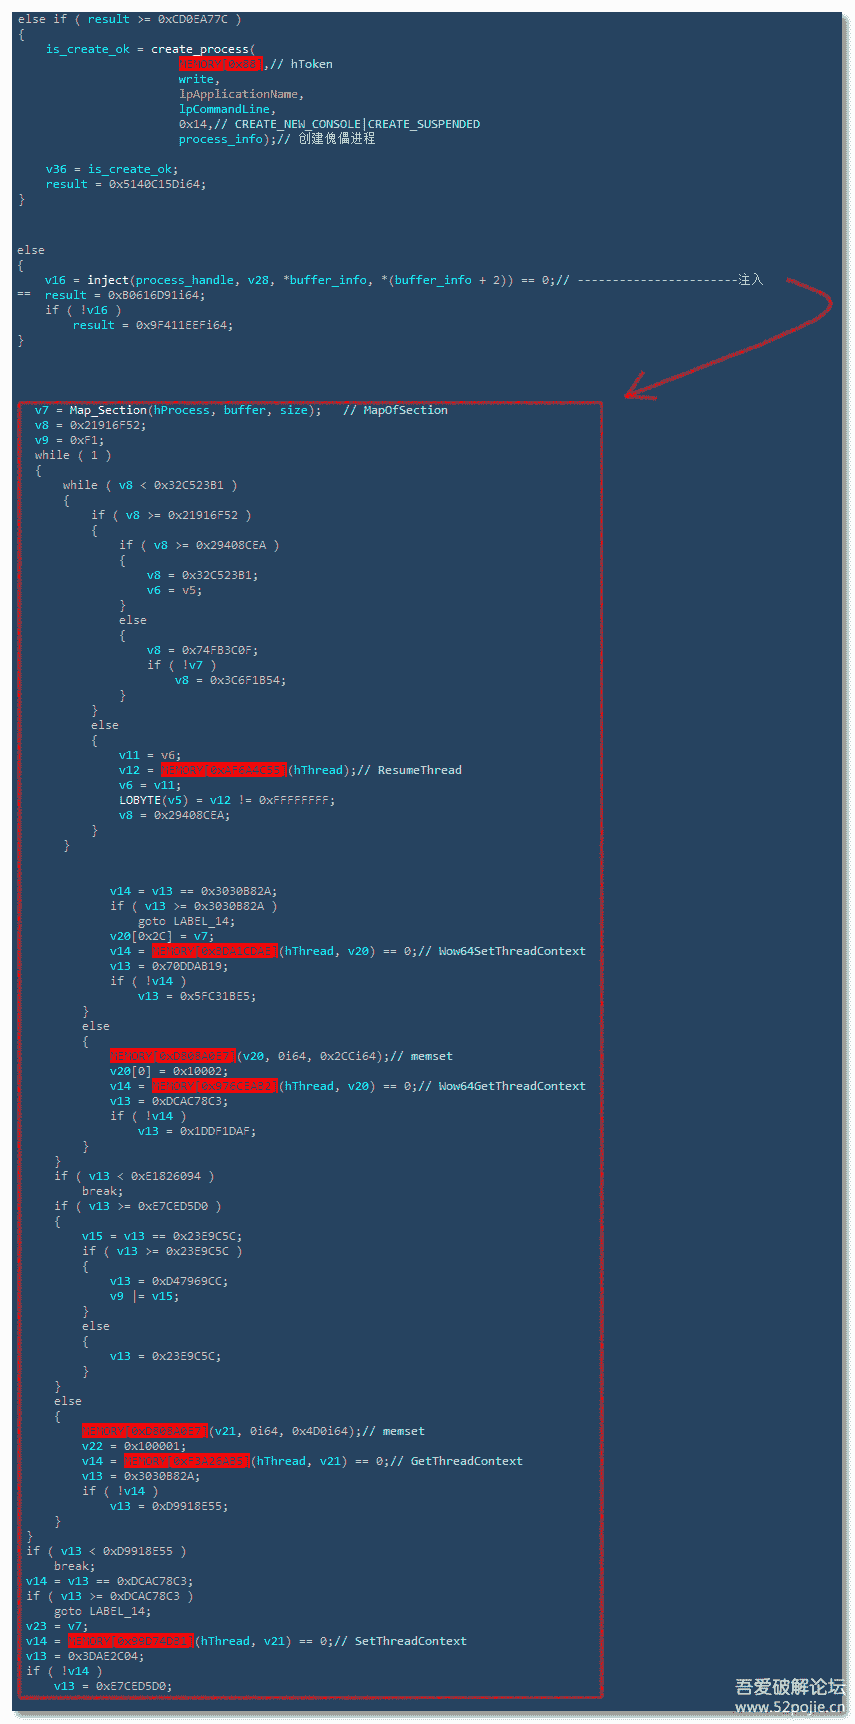 else if ( result >= 0xCD0EA77C )
{
is_create_ok = create_process(
,// hToken
write,
lpApplicationName,
lpCommandLine,
0x14,// CREATE_NEW_CONSOLE|CREATE_SUSPENDED
process_info);// 创建傀儡进程
v36 = is_create_ok;
result = 0x5140C15Di64;
}
else
{
v16 = inject(process_handle, v28, *buffer_info, *(buffer_info + 2)) == 0;// -----------------------注入
== result = 0xB0616D91i64;
if ( !v16 )
result = 0x9F411EEFi64;
}
v7 = Map_Section(hProcess, buffer, size); // MapOfSection
v8 = 0x21916F52;
v9 = 0xF1;
while ( 1 )
{
while ( v8 < 0x32C523B1 )
{
if ( v8 >= 0x21916F52 )
{
if ( v8 >= 0x29408CEA )
{
v8 = 0x32C523B1;
v6 = v5;
}
else
{
v8 = 0x74FB3C0F;
if ( !v7 )
v8 = 0x3C6F1B54;
}
}
else
{
v11 = v6;
v12 = (hThread);// ResumeThread
v6 = v11;
LOBYTE(v5) = v12 != 0xFFFFFFFF;
v8 = 0x29408CEA;
}
}
v14 = v13 == 0x3030B82A;
if ( v13 >= 0x3030B82A )
goto LABEL_14;
v20[0x2C] = v7;
v14 = (hThread, v20) == 0;// Wow64SetThreadContext
v13 = 0x70DDAB19;
if ( !v14 )
v13 = 0x5FC31BE5;
}
else
{
(v20, 0i64, 0x2CCi64);// memset
v20[0] = 0x10002;
v14 = (hThread, v20) == 0;// Wow64GetThreadContext
v13 = 0xDCAC78C3;
if ( !v14 )
v13 = 0x1DDF1DAF;
}
}
if ( v13 < 0xE1826094 )
break;
if ( v13 >= 0xE7CED5D0 )
{
v15 = v13 == 0x23E9C5C;
if ( v13 >= 0x23E9C5C )
{
v13 = 0xD47969CC;
v9 |= v15;
}
else
{
v13 = 0x23E9C5C;
}
}
else
{
(v21, 0i64, 0x4D0i64);// memset
v22 = 0x100001;
v14 = (hThread, v21) == 0;// GetThreadContext
v13 = 0x3030B82A;
if ( !v14 )
v13 = 0xD9918E55;
}
}
if ( v13 < 0xD9918E55 )
break;
v14 = v13 == 0xDCAC78C3;
if ( v13 >= 0xDCAC78C3 )
goto LABEL_14;
v23 = v7;
v14 = (hThread, v21) == 0;// SetThreadContext
v13 = 0x3DAE2C04;
if ( !v14 )
v13 = 0xE7CED5D0;
吾爱破解论坛
www.52pojie.cn